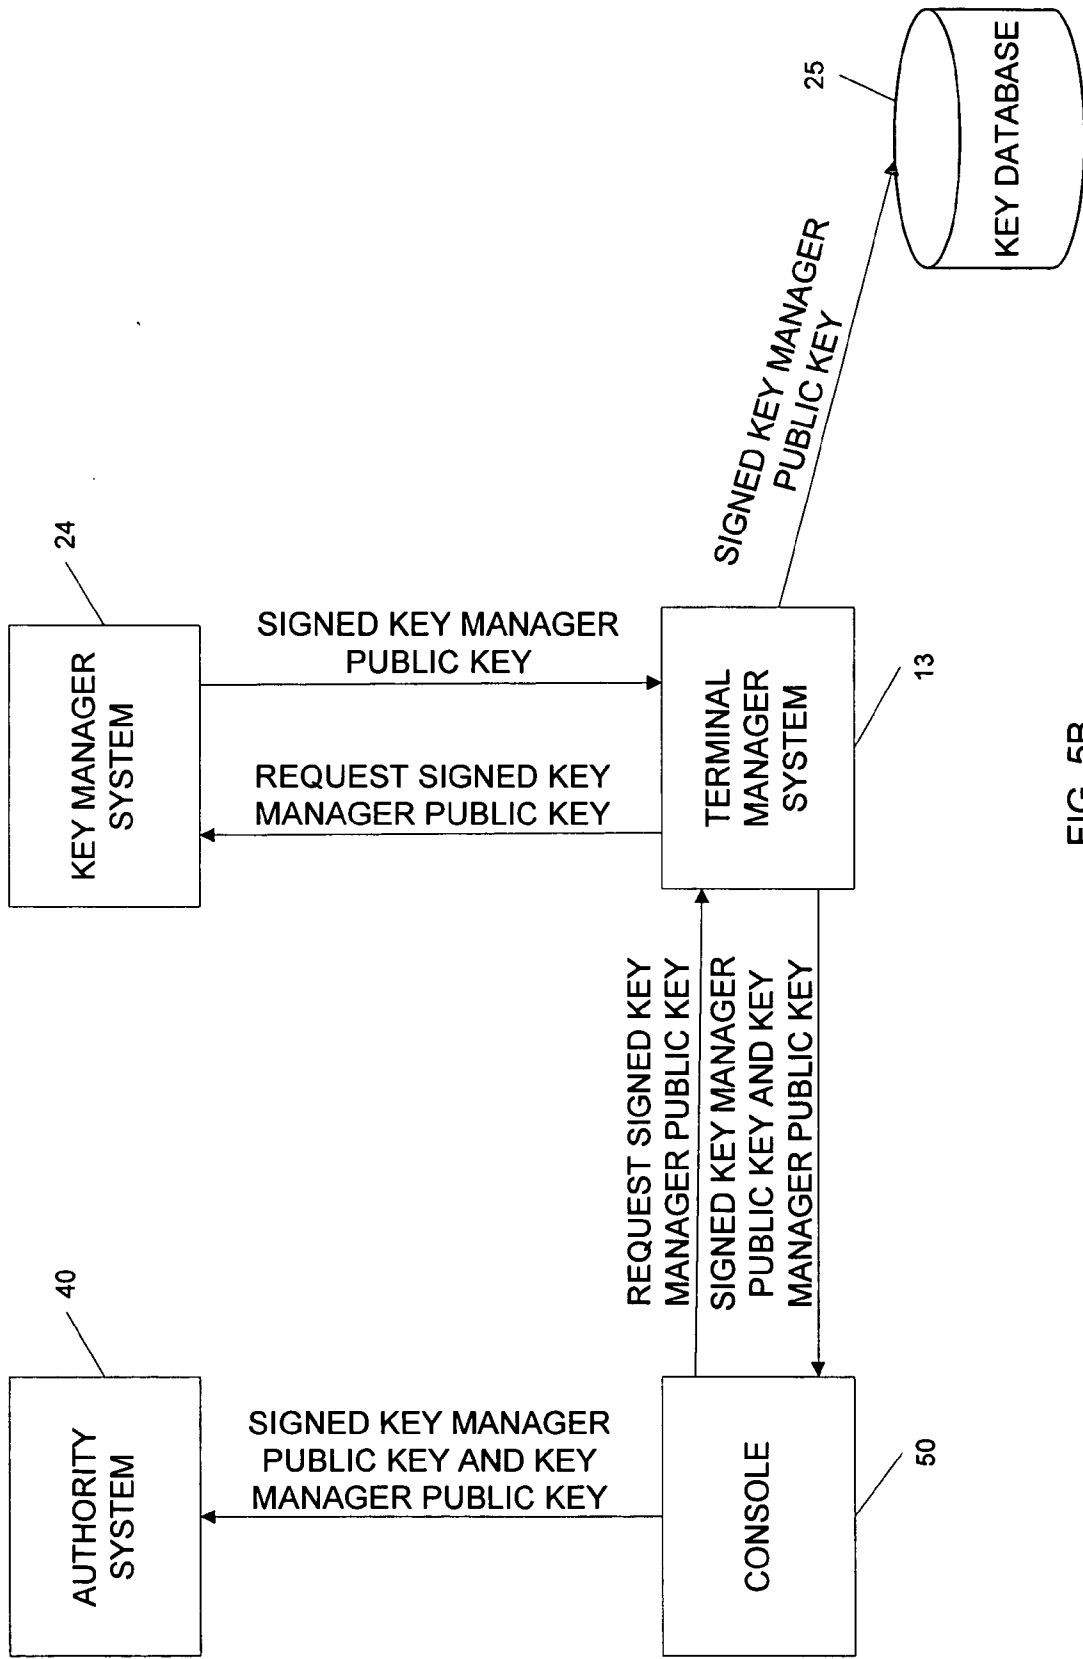 AUTHORITY
SYSTEM
40
KEY MANAGER
SYSTEM
24
SIGNED KEY MANAGER
PUBLIC KEY AND KEY
MANAGER PUBLIC KEY
REQUEST SIGNED KEY
MANAGER PUBLIC KEY
SIGNED KEY MANAGER
PUBLIC KEY
CONSOLE
50
REQUEST SIGNED KEY
MANAGER PUBLIC KEY
SIGNED KEY MANAGER
PUBLIC KEY AND KEY
MANAGER PUBLIC KEY
TERMINAL
MANAGER
SYSTEM
13
SIGNED KEY MANAGER
PUBLIC KEY
25
KEY DATABASE
FIG. 5B